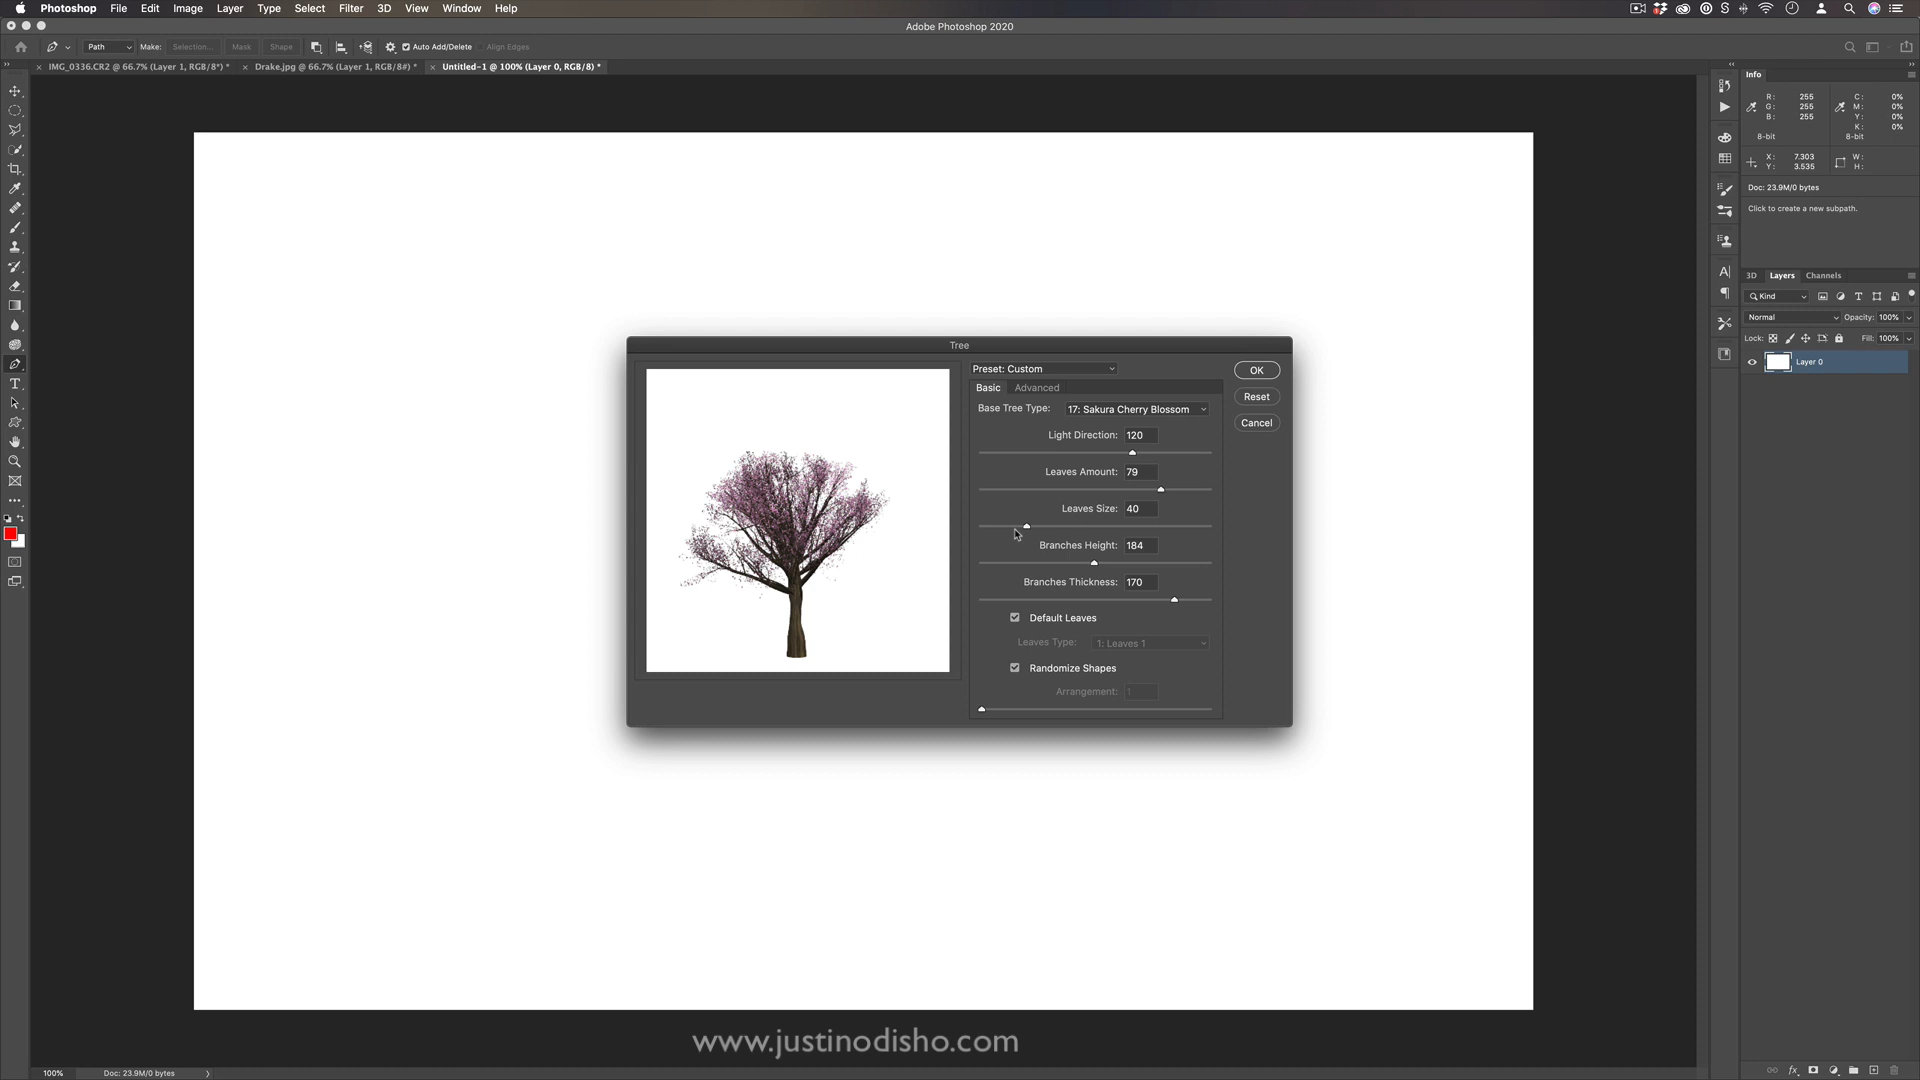 Photoshop File Edit Image Layer Type Select Filter 3D View Window Help
Adobe Photoshop 2020
Path Make: Selection... Mask Shape Auto Add/Delete Align Edges
IMG_0336.CR2 @ 66.7% (Layer 1, RGB/8*) * Drake.jpg @ 66.7% (Layer 1, RGB/8#) * Untitled-1 @ 100% (Layer 0, RGB/8) *
Info
R: 255 C: 0%
G: 255 M: 0%
B: 255 Y: 0%
K: 0%
8-bit 8-bit
X: 7.303 W:
Y: 3.535 H:
Doc: 23.9M/0 bytes
Click to create a new subpath.
3D Layers Channels
Kind
Normal Opacity: 100%
Lock: Fill: 100%
Layer 0
Tree
Preset: Custom
OK
Basic Advanced
Reset
Base Tree Type: 17: Sakura Cherry Blossom
Cancel
Light Direction: 120
Leaves Amount: 79
Leaves Size: 40
Branches Height: 184
Branches Thickness: 170
Default Leaves
Leaves Type: 1: Leaves 1
Randomize Shapes
Arrangement: 1
www.justinodisho.com
100% Doc: 23.9M/0 bytes